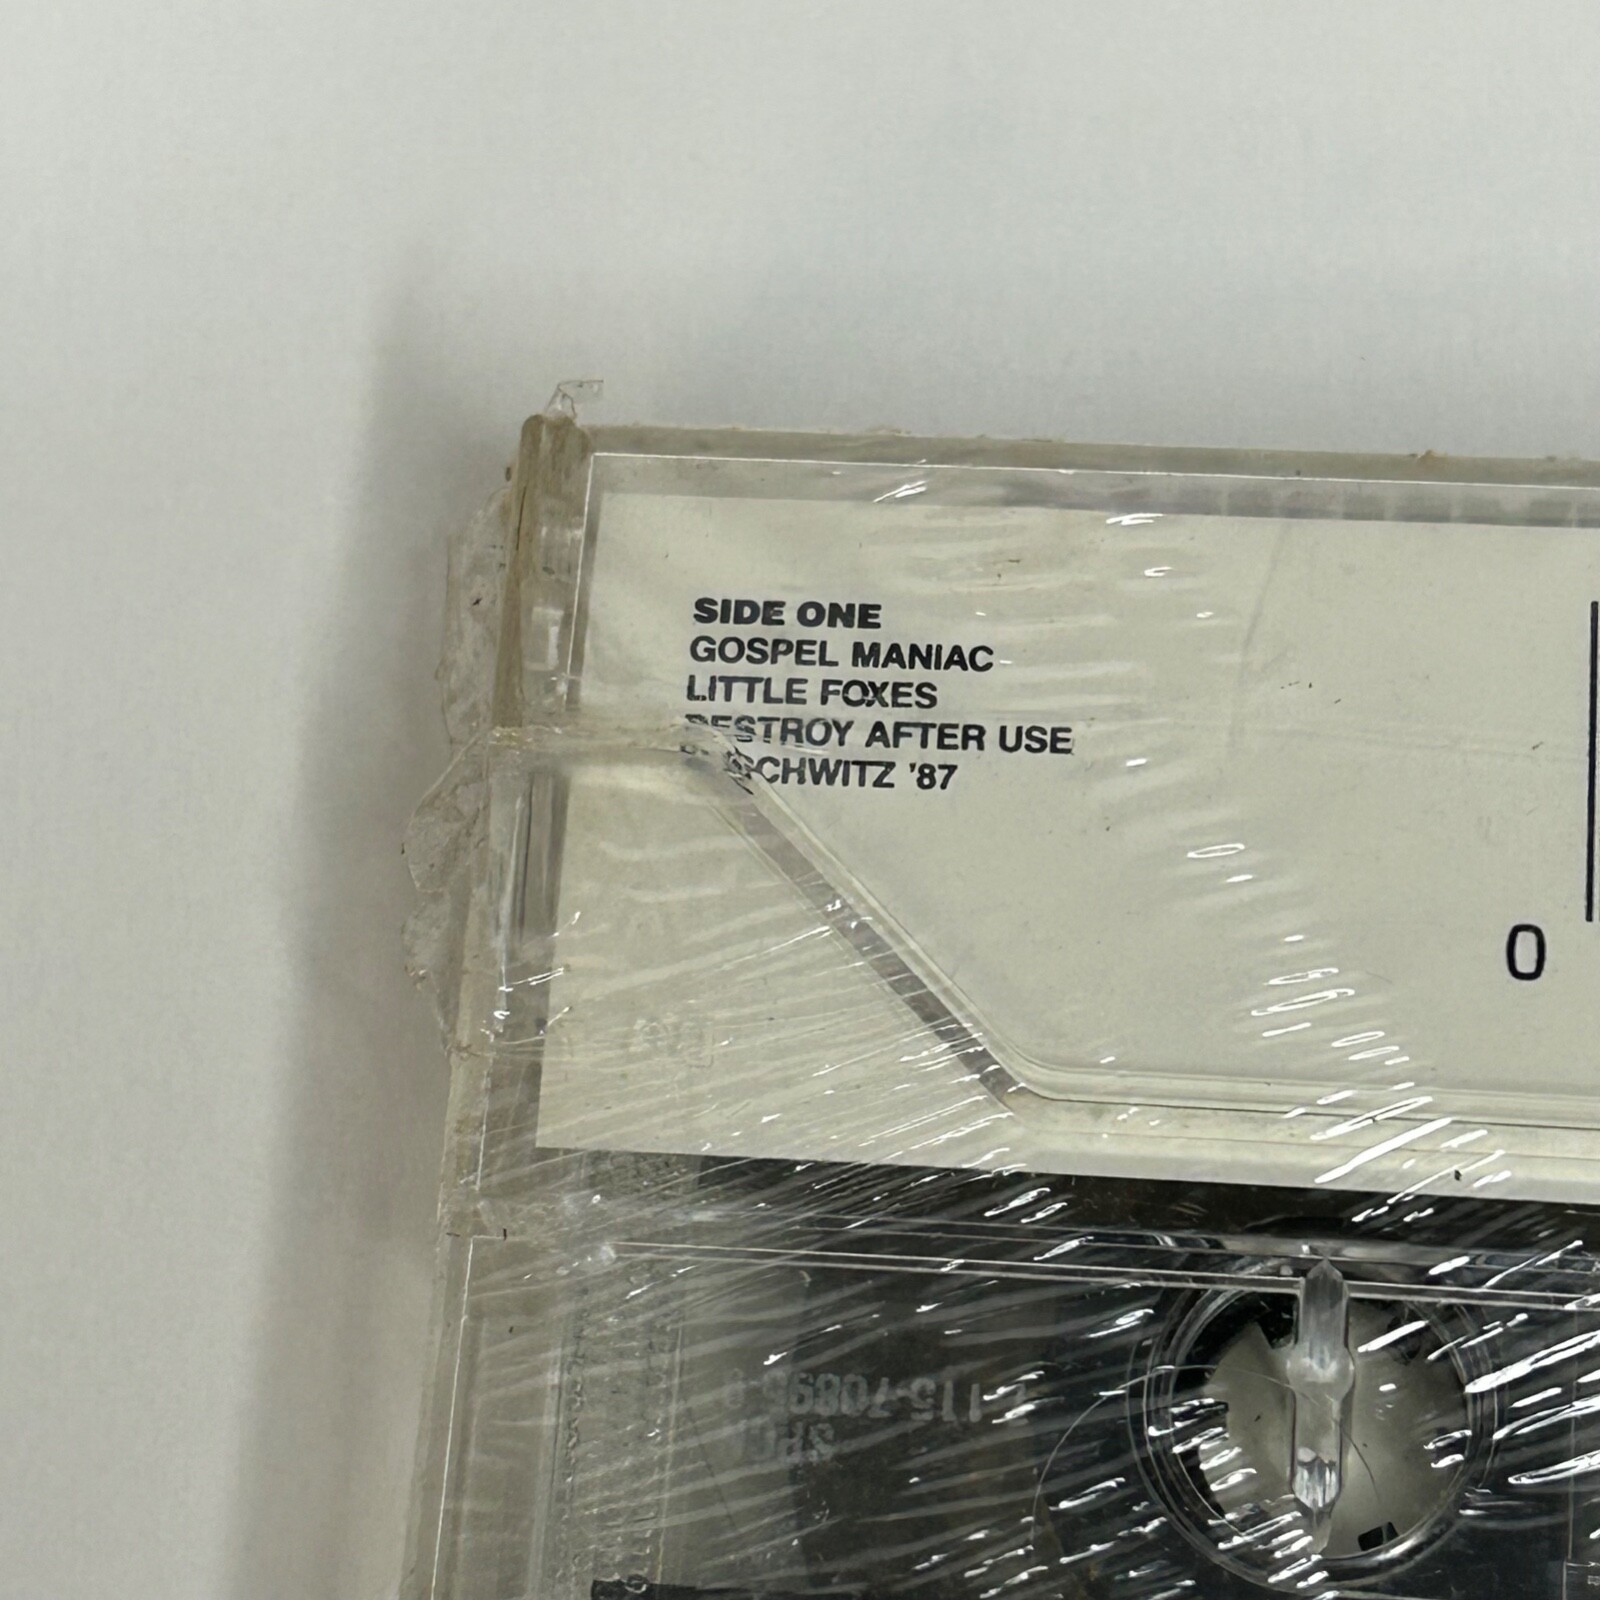 SIDE ONE
GOSPEL MANIAC
LITTLE FOXES
DESTROY AFTER USE
'87
0